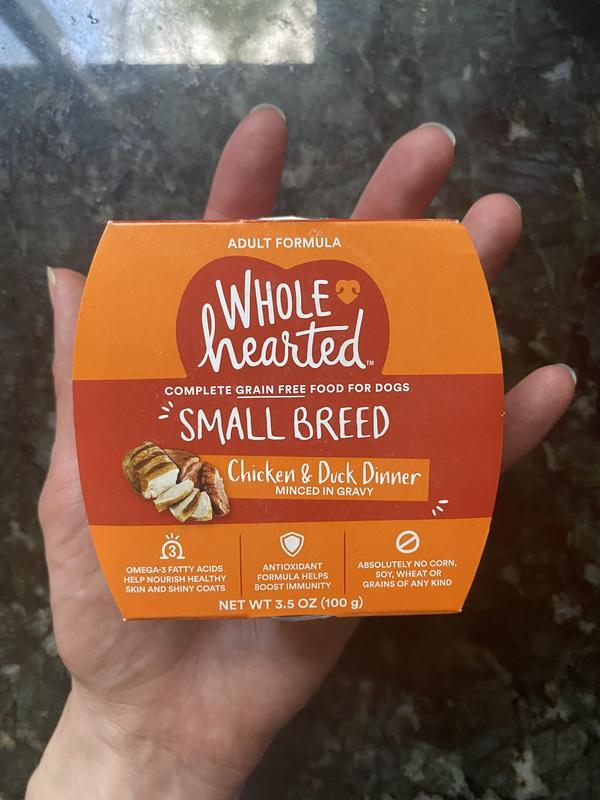 ADULT FORMULA
WHOLE
hearted™
COMPLETE GRAIN FREE FOOD FOR DOGS
SMALL BREED
Chicken & Duck Dinner
MINCED IN GRAVY
3
OMEGA-3 FATTY ACIDS
HELP NOURISH HEALTHY
SKIN AND SHINY COATS
ANTIOXIDANT
FORMULA HELPS
BOOST IMMUNITY
ABSOLUTELY NO CORN,
SOY, WHEAT OR
GRAINS OF ANY KIND
NET WT 3.5 OZ (100 g)